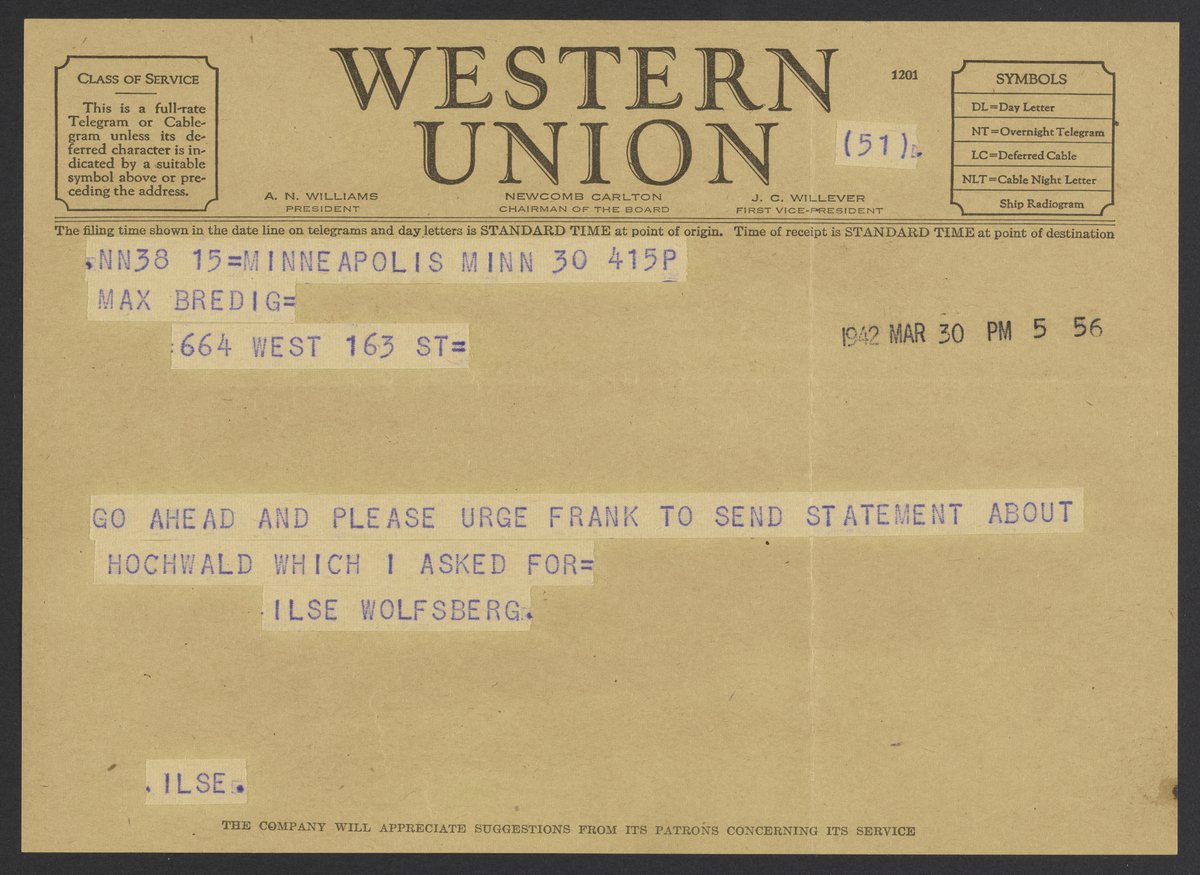 CLASS OF SERVICE
This is a full-rate
Telegram or Cable-
gram unless its de-
ferred character is in-
dicated by a suitable
symbol above or pre-
ceding the address.
WESTERN
UNION
1201
(51).
A. N. WILLIAMS
PRESIDENT
NEWCOMB CARLTON
CHAIRMAN OF THE BOARD
J. C. WILLEVER
FIRST VICE-PRESIDENT
SYMBOLS
DL=Day Letter
NT=Overnight Telegram
LC=Deferred Cable
NLT=Cable Night Letter
Ship Radiogram
The filing time shown in the date line on telegrams and day letters is STANDARD TIME at point of origin. Time of receipt is STANDARD TIME at point of destination
.NN38 15=MINNEAPOLIS MINN 30 415P
MAX BREDIG=
:664 WEST 163 ST=
1942 MAR 30 PM 5 56
GO AHEAD AND PLEASE URGE FRANK TO SEND STATEMENT ABOUT
HOCHWALD WHICH I ASKED FOR=
ILSE WOLFSBERG.
.ILSE.
THE COMPANY WILL APPRECIATE SUGGESTIONS FROM ITS PATRONS CONCERNING ITS SERVICE